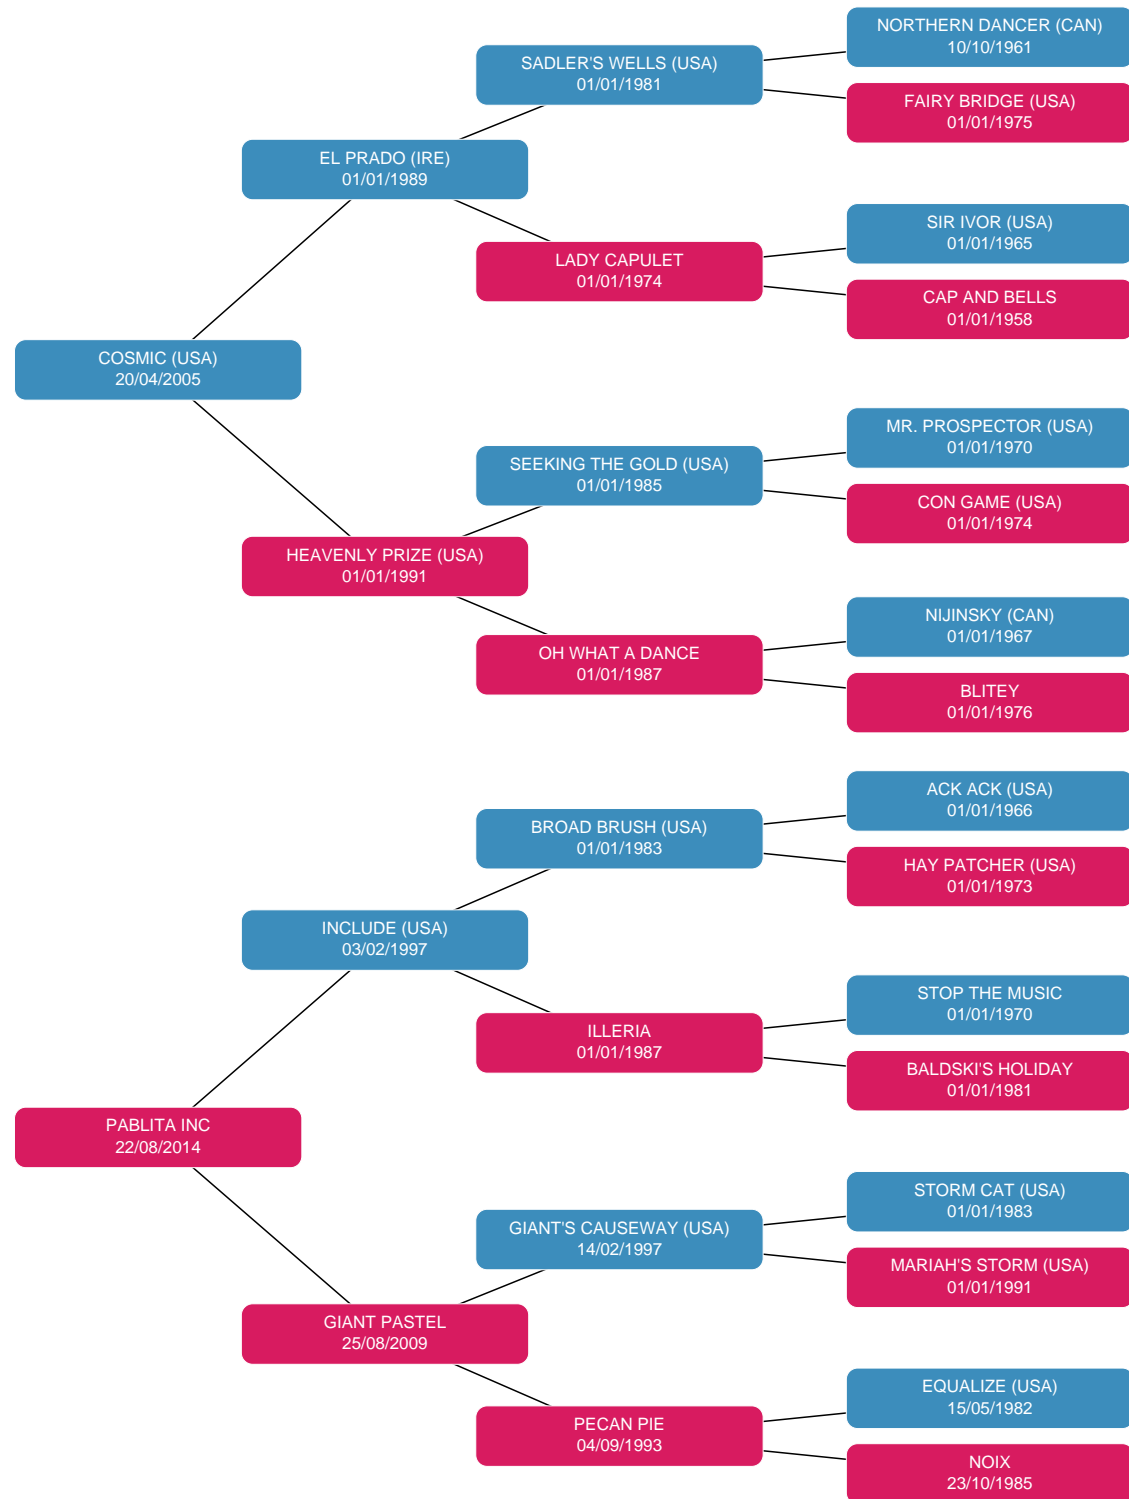 NORTHERN DANCER (CAN)
10/10/1961
SADLER'S WELLS (USA)
01/01/1981
FAIRY BRIDGE (USA)
01/01/1975
EL PRADO (IRE)
01/01/1989
SIR IVOR (USA)
01/01/1965
LADY CAPULET
01/01/1974
CAP AND BELLS
01/01/1958
COSMIC (USA)
20/04/2005
MR. PROSPECTOR (USA)
01/01/1970
SEEKING THE GOLD (USA)
01/01/1985
CON GAME (USA)
01/01/1974
HEAVENLY PRIZE (USA)
01/01/1991
NIJINSKY (CAN)
01/01/1967
OH WHAT A DANCE
01/01/1987
BLITEY
01/01/1976
ACK ACK (USA)
01/01/1966
BROAD BRUSH (USA)
01/01/1983
HAY PATCHER (USA)
01/01/1973
INCLUDE (USA)
03/02/1997
STOP THE MUSIC
01/01/1970
ILLERIA
01/01/1987
BALDSKI'S HOLIDAY
01/01/1981
PABLITA INC
22/08/2014
STORM CAT (USA)
01/01/1983
GIANT'S CAUSEWAY (USA)
14/02/1997
MARIAH'S STORM (USA)
01/01/1991
GIANT PASTEL
25/08/2009
EQUALIZE (USA)
15/05/1982
PECAN PIE
04/09/1993
NOIX
23/10/1985